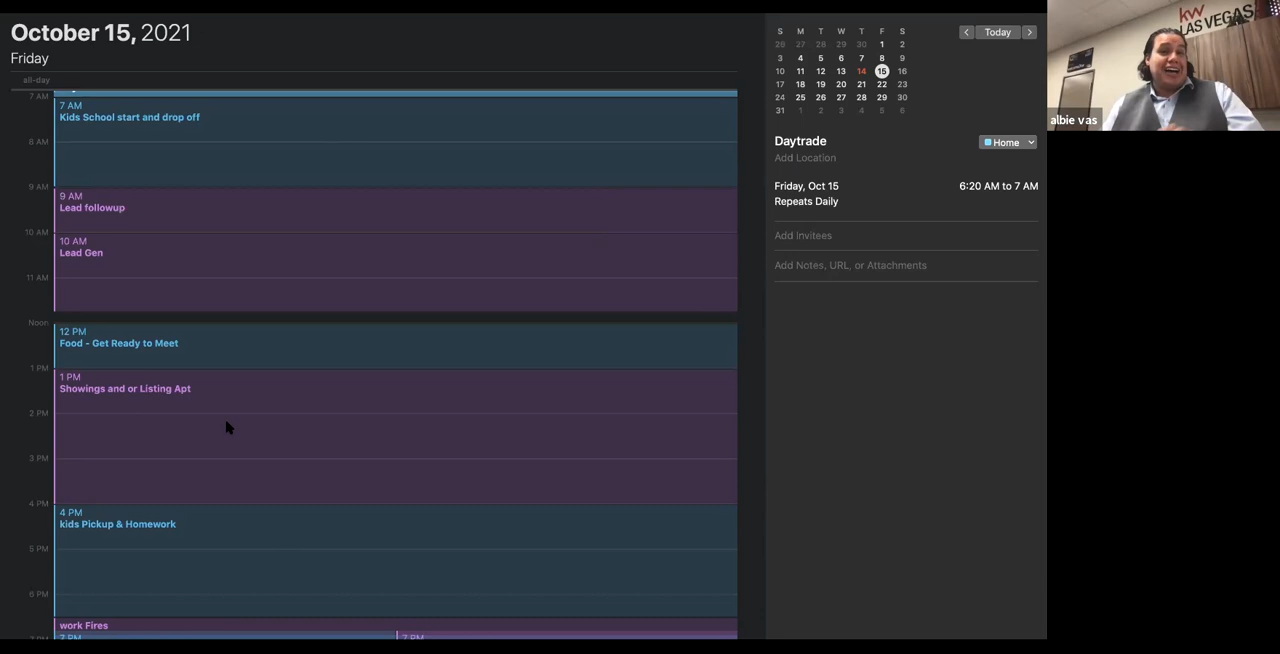 October 15, 2021
Friday
all-day
7 AM
7 AM
Kids School start and drop off
8 AM
9 AM
9 AM
Lead followup
10 AM
10 AM
Lead Gen
11 AM
Noon
12 PM
Food - Get Ready to Meet
1 PM
1 PM
Showings and or Listing Apt
2 PM
3 PM
4 PM
4 PM
kids Pickup & Homework
5 PM
6 PM
work Fires
7 PM
7 PM
7 PM
S M T W T F S
26 27 28 29 30 1 2
3 4 5 6 7 8 9
10 11 12 13 14 15 16
17 18 19 20 21 22 23
24 25 26 27 28 29 30
31 1 2 3 4 5 6
< Today >
Daytrade
Home
Add Location
Friday, Oct 15 6:20 AM to 7 AM
Repeats Daily
Add Invitees
Add Notes, URL, or Attachments
kw
LAS VEGAS
albie vas